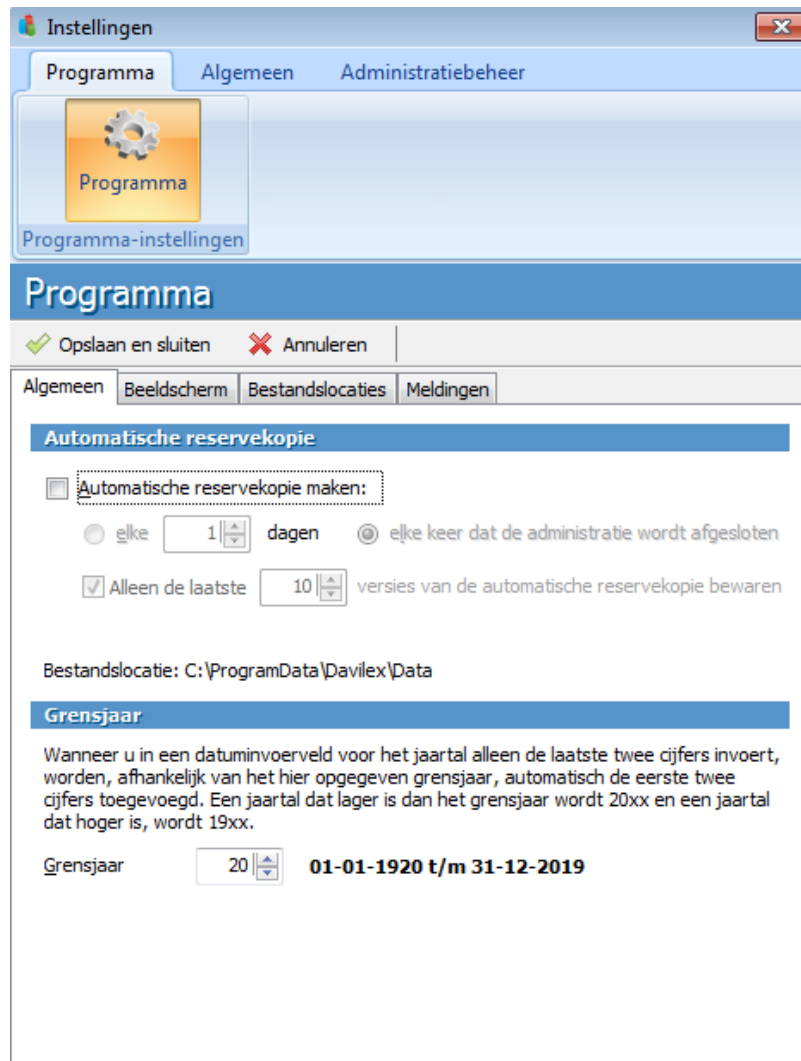 Instellingen
Programma Algemeen Administratiebeheer
Programma
Programma-instellingen
Programma
Opslaan en sluiten Annuleren
Algemeen Beeldscherm Bestandslocaties Meldingen
Automatische reservekopie
Automatische reservekopie maken:
elke 1 dagen elke keer dat de administratie wordt afgesloten
Alleen de laatste 10 versies van de automatische reservekopie bewaren
Bestandslocatie: C:\ProgramData\Davilex\Data
Grensjaar
Wanneer u in een datuminvoerveld voor het jaartal alleen de laatste twee cijfers invoert,
worden, afhankelijk van het hier opgegeven grensjaar, automatisch de eerste twee
cijfers toegevoegd. Een jaartal dat lager is dan het grensjaar wordt 20xx en een jaartal
dat hoger is, wordt 19xx.
Grensjaar 20 01-01-1920 t/m 31-12-2019